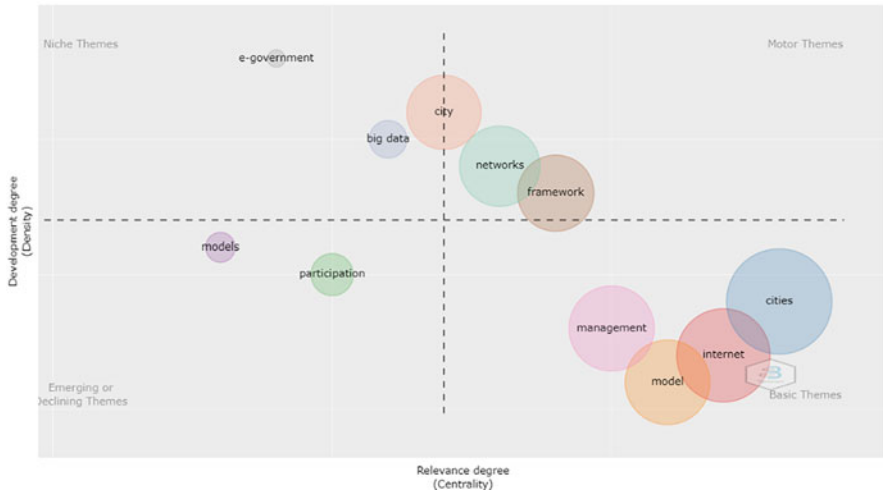 Niche Themes
Motor Themes
e-government
city
big data
networks
framework
Development degree
(Density)
models
participation
cities
management
internet
model
Emerging or
Declining Themes
Basic Themes
Relevance degree
(Centrality)